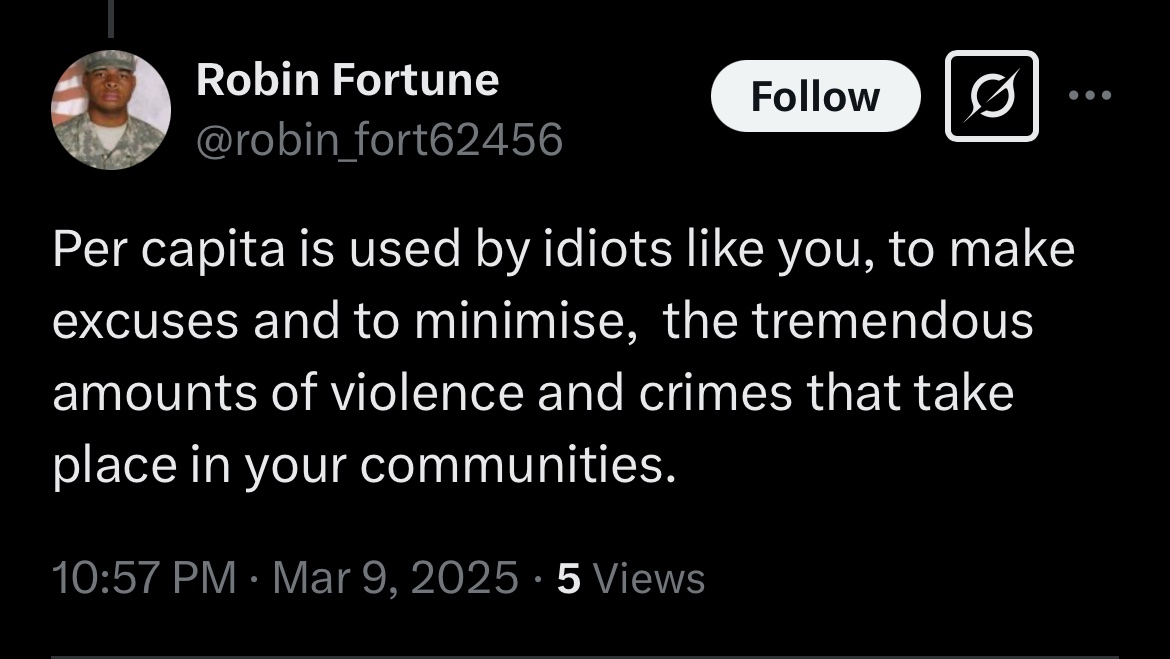 Robin Fortune
@robin_fort62456
Follow
Per capita is used by idiots like you, to make
excuses and to minimise,  the tremendous
amounts of violence and crimes that take
place in your communities.
10:57 PM · Mar 9, 2025 · 5 Views